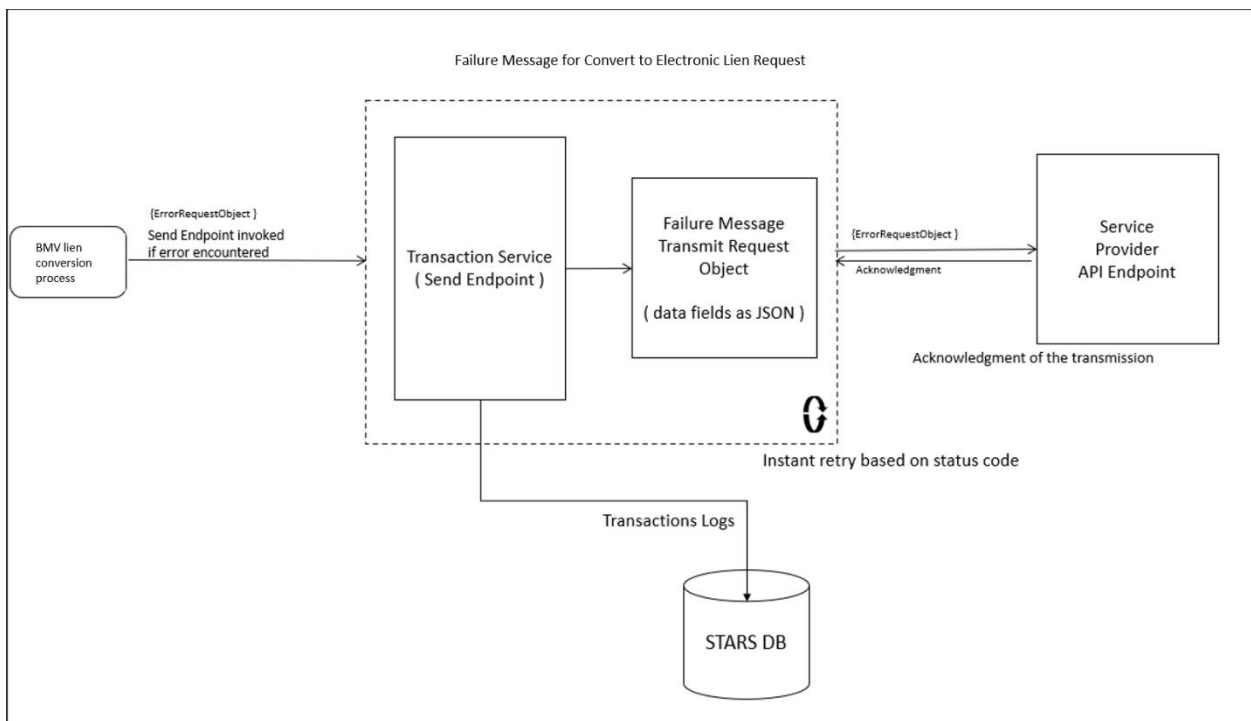 Failure Message for Convert to Electronic Lien Request
BMV lien
conversion
process
{ErrorRequestObject }
Send Endpoint invoked
if error encountered
Transaction Service
( Send Endpoint )
Failure Message
Transmit Request
Object
( data fields as JSON )
{ErrorRequestObject }
Acknowledgment
Service
Provider
API Endpoint
Acknowledgment of the transmission
Instant retry based on status code
Transactions Logs
STARS DB